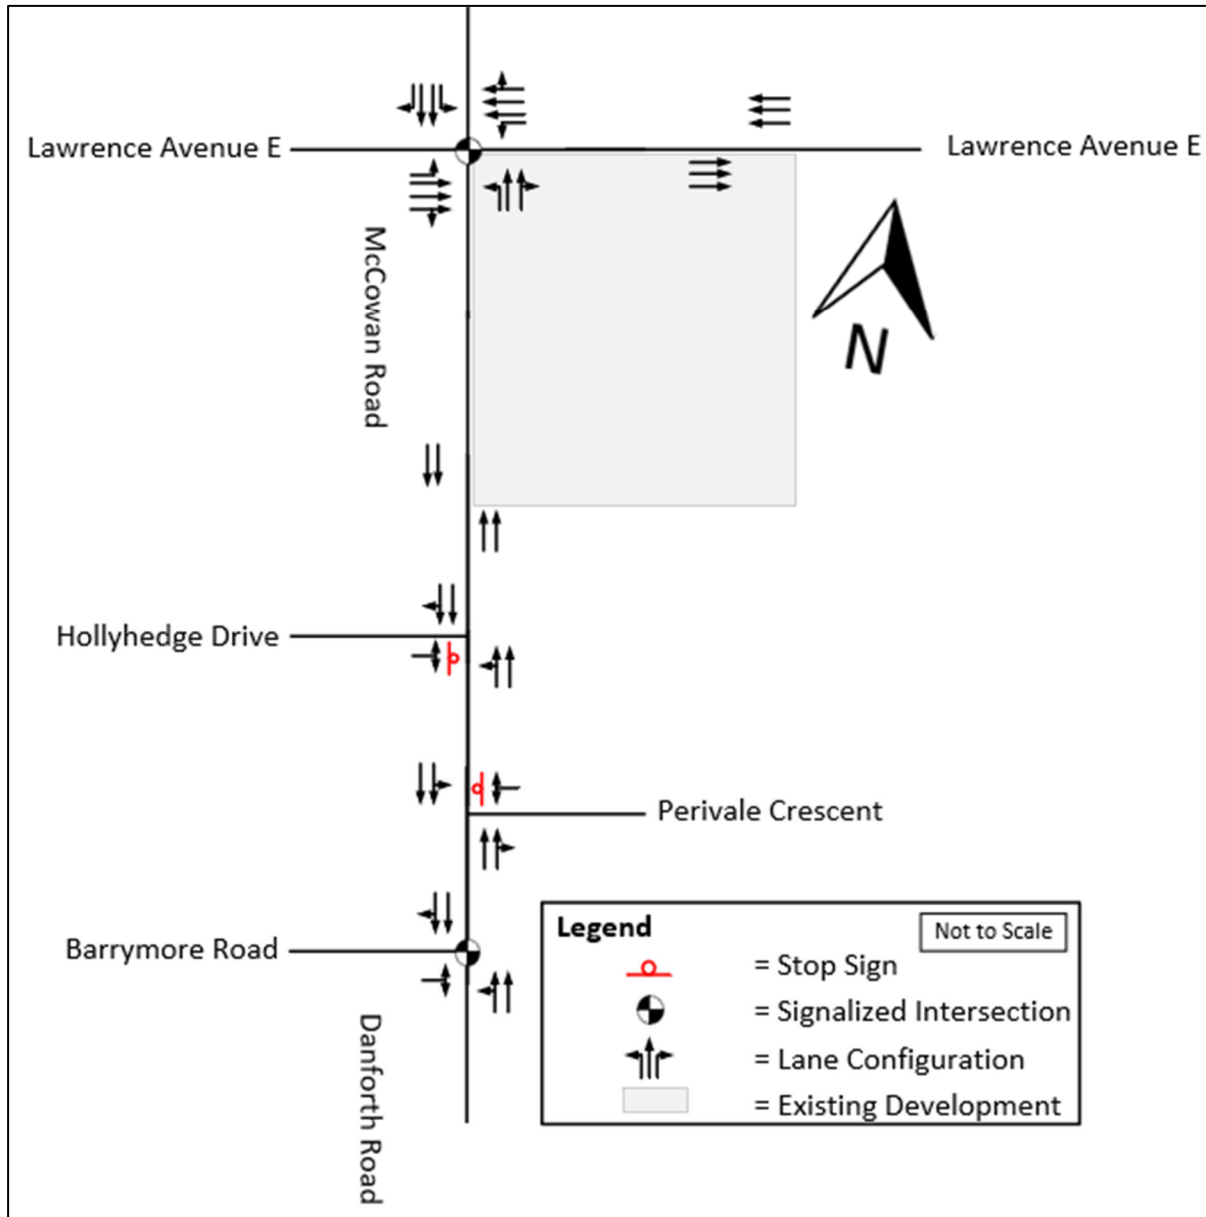 Lawrence Avenue E
Lawrence Avenue E
McCowan Road
N
Hollyhedge Drive
Perivale Crescent
Barrymore Road
Danforth Road
Legend
Not to Scale
= Stop Sign
= Signalized Intersection
= Lane Configuration
= Existing Development